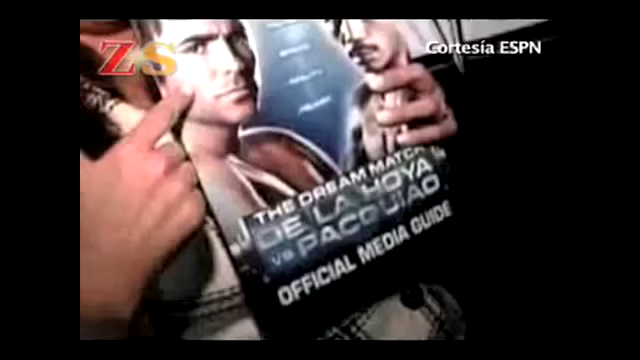 ZS
Cortesía ESPN
THE DREAM MATCH
DE LA HOYA
VS PACQUIAO
OFFICIAL MEDIA GUIDE